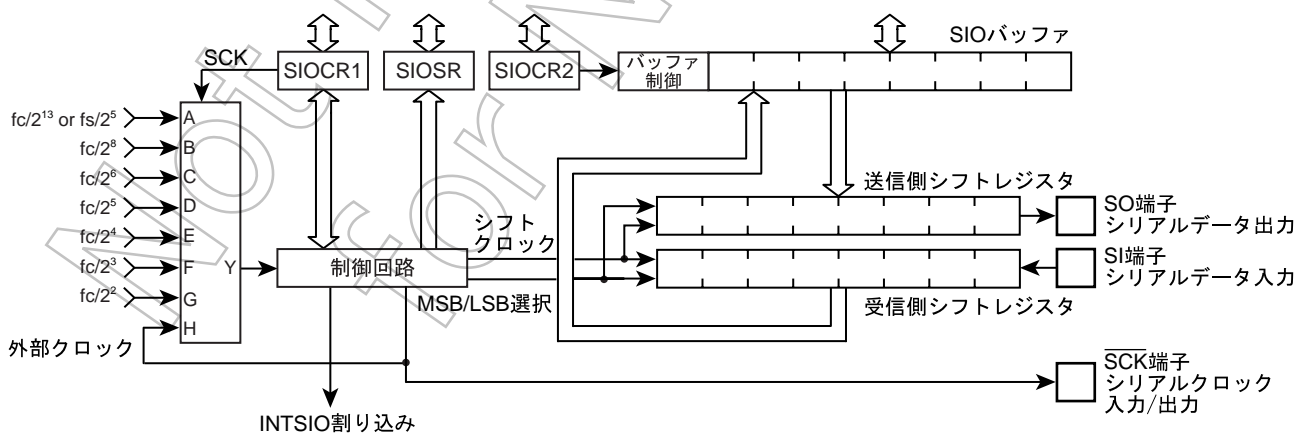 SIOバッファ
SCK
SIOCR1
SIOSR
SIOCR2
バッファ
制御
fc/2¹³ or fs/2⁵
A
fc/2⁸
B
fc/2⁶
C
fc/2⁵
D
fc/2⁴
E
fc/2³
F
Y
fc/2²
G
H
外部クロック
制御回路
シフト
クロック
MSB/LSB選択
送信側シフトレジスタ
SO端子
シリアルデータ出力
SI端子
シリアルデータ入力
受信側シフトレジスタ
SCK端子
シリアルクロック
入力/出力
INTSIO割り込み
Not
for